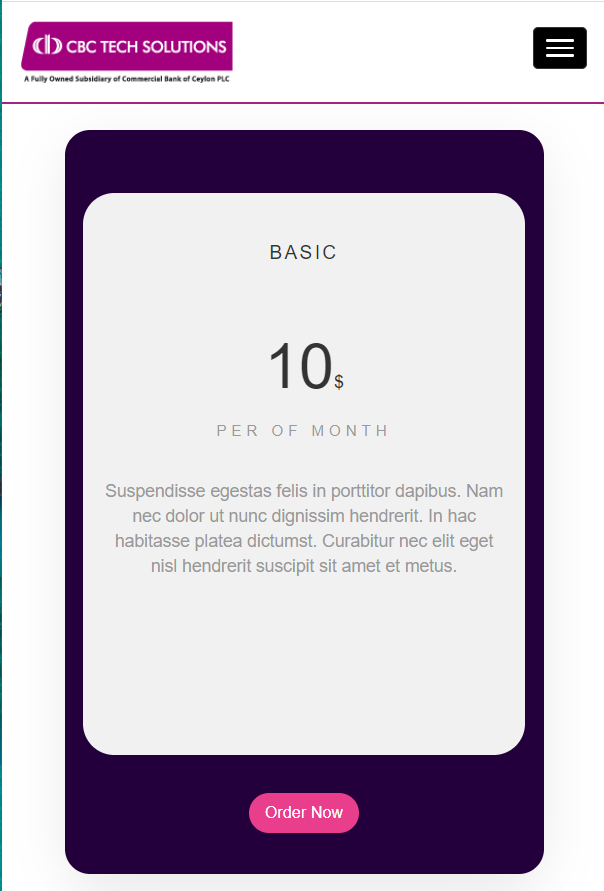 CBC TECH SOLUTIONS
A Fully Owned Subsidiary of Commercial Bank of Ceylon PLC
BASIC
10$
PER OF MONTH
Suspendisse egestas felis in porttitor dapibus. Nam
nec dolor ut nunc dignissim hendrerit. In hac
habitasse platea dictumst. Curabitur nec elit eget
nisl hendrerit suscipit sit amet et metus.
Order Now